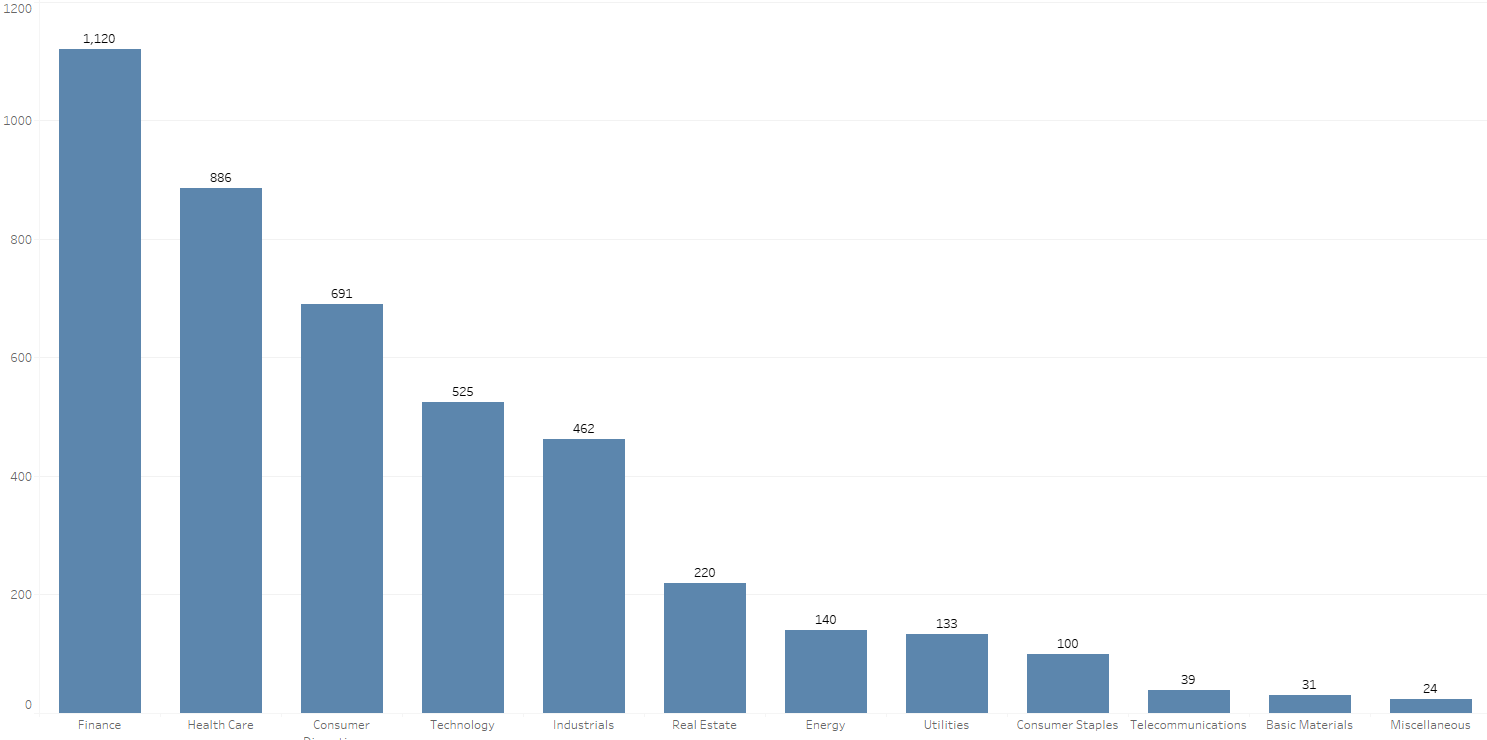 1200
1000
800
600
400
200
0
1,120
886
691
525
462
220
140
133
100
39
31
24
Finance
Health Care
Consumer
Technology
Industrials
Real Estate
Energy
Utilities
Consumer Staples
Telecommunications
Basic Materials
Miscellaneous